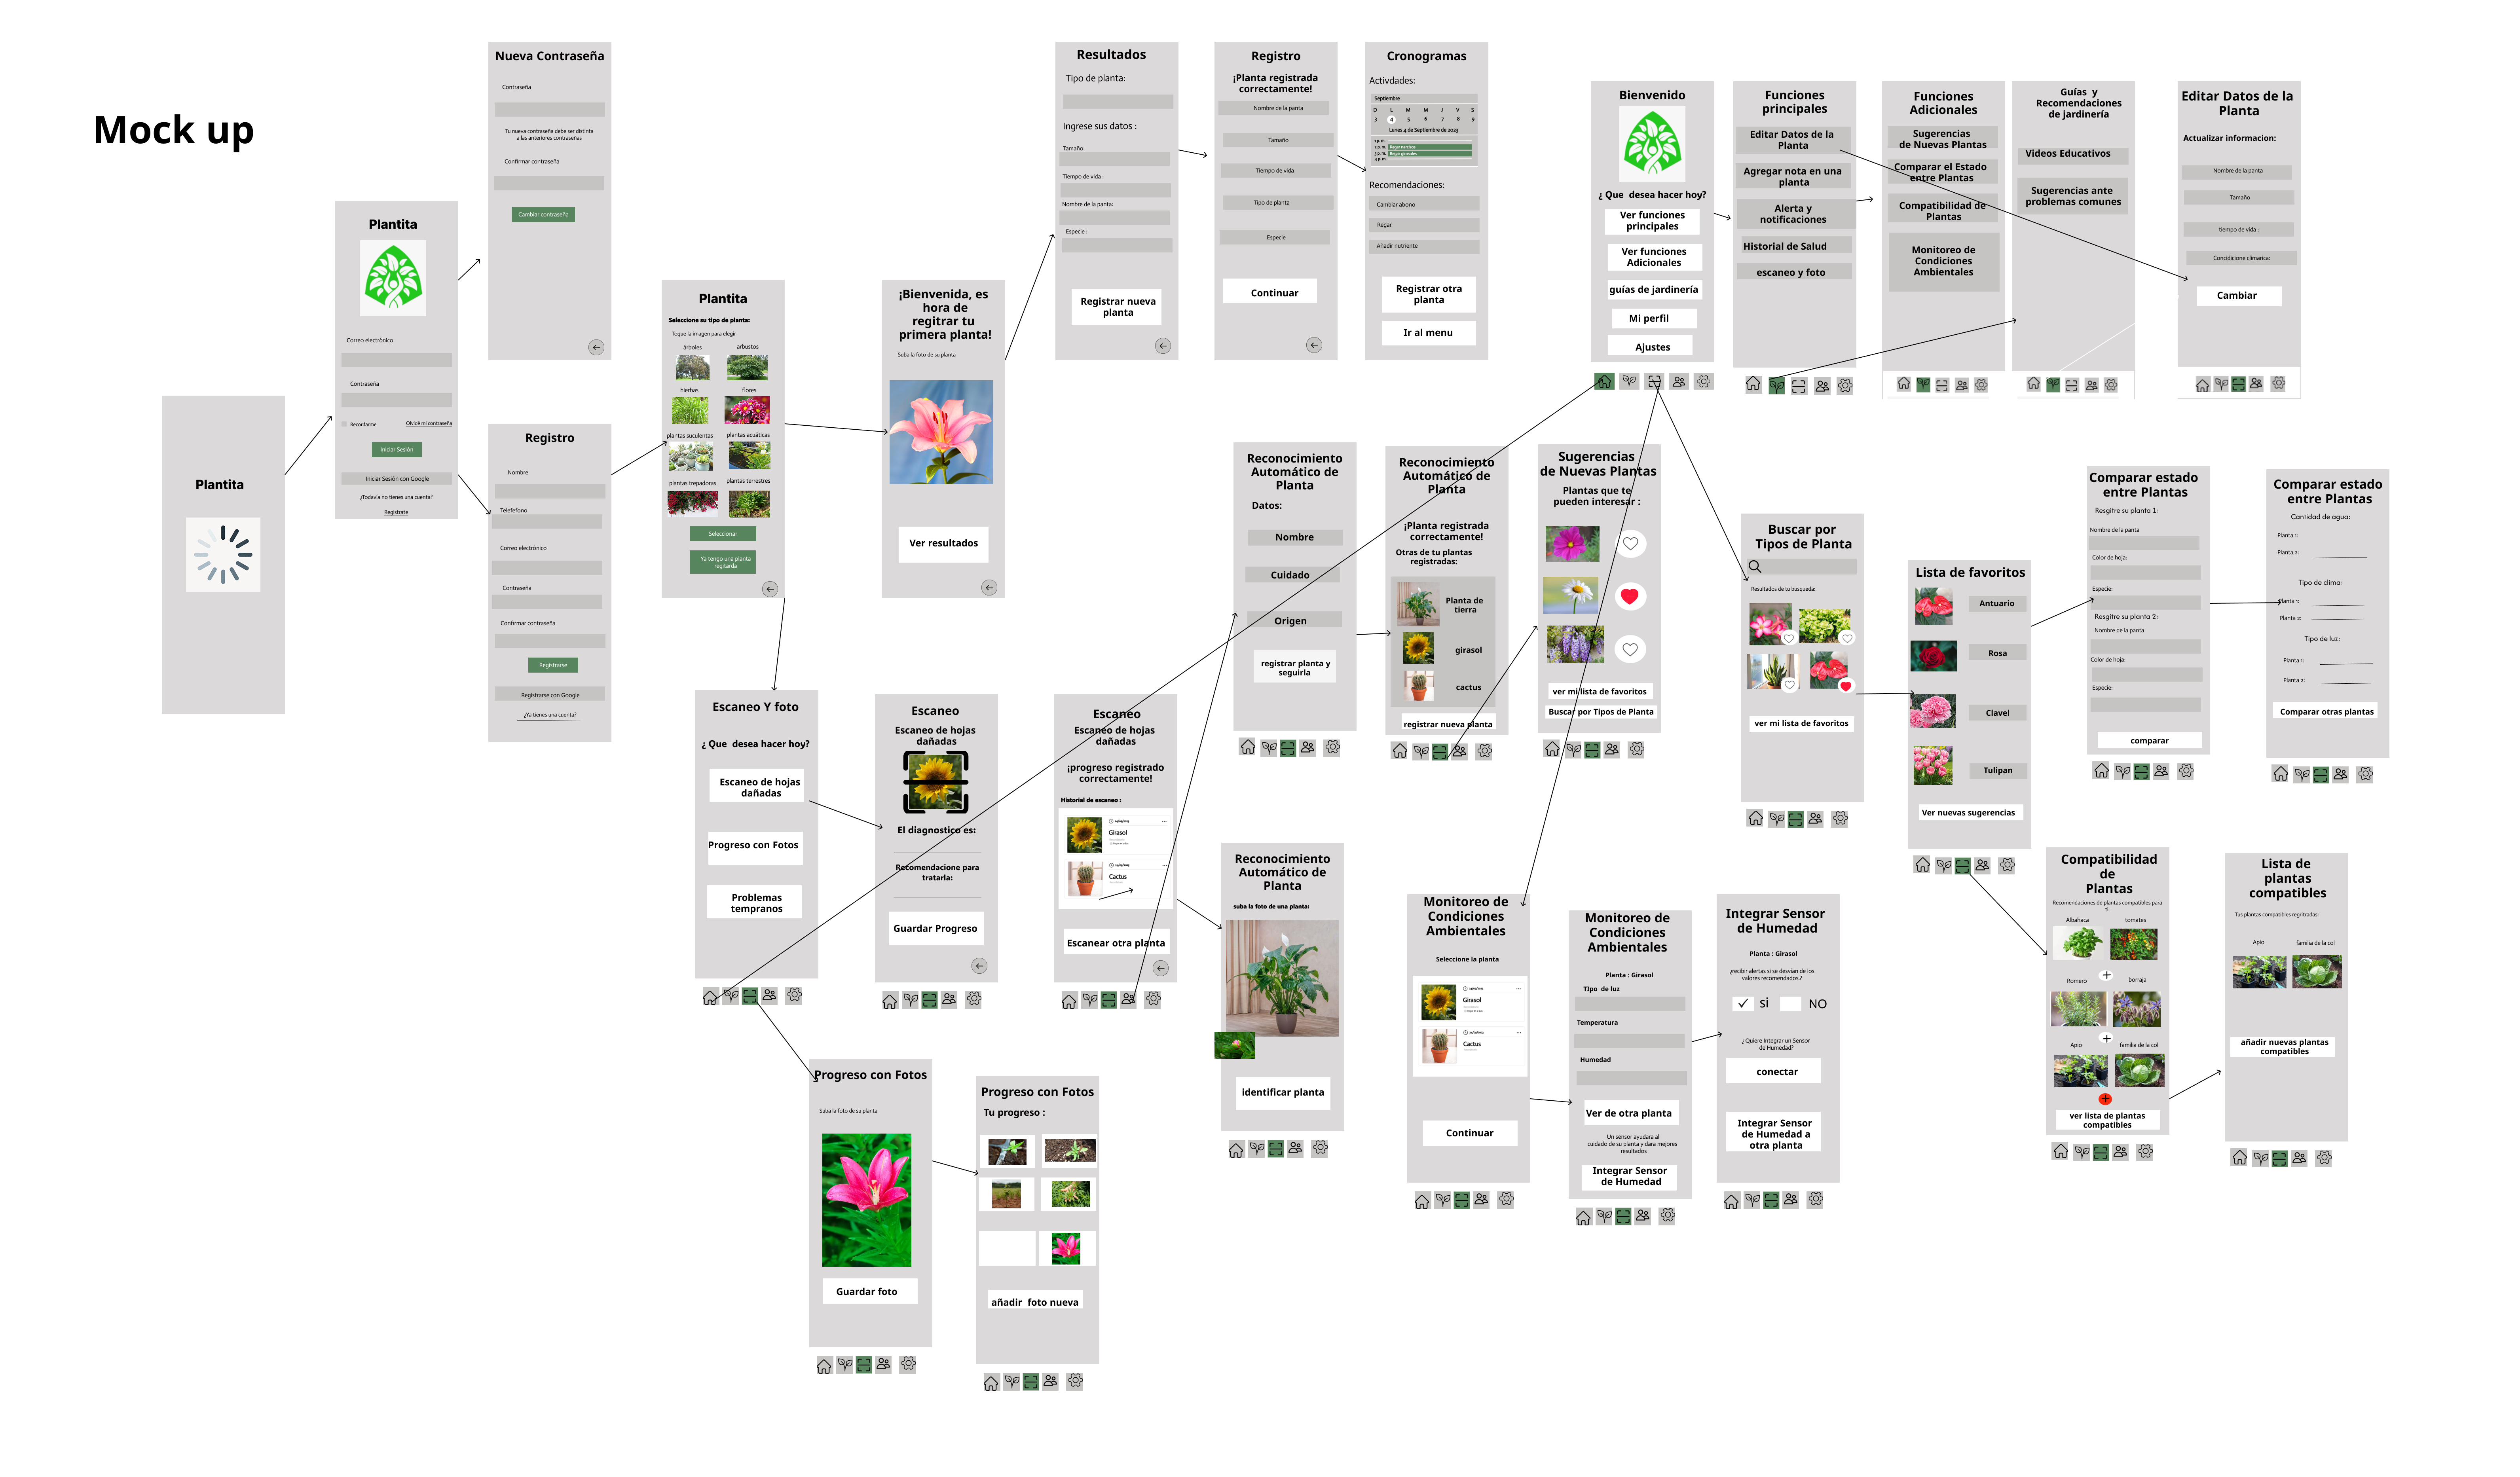 Mock up
Plantita
Plantita
Correo electrónico
Contraseña
Recordarme
Olvidé mi contraseña
Iniciar Sesión
Iniciar Sesión con Google
¿Todavía no tienes una cuenta?
Registrate
Nueva Contraseña
Contraseña
Tu nueva contraseña debe ser distinta
a las anteriores contraseñas
Confirmar contraseña
Cambiar contraseña
Registro
Nombre
Telefefono
Correo electrónico
Contraseña
Confirmar contraseña
Registrarse
Registrarse con Google
¿Ya tienes una cuenta?
Plantita
Seleccione su tipo de planta:
Toque la imagen para elegir
árboles
arbustos
hierbas
flores
plantas suculentas
plantas acuáticas
plantas trepadoras
plantas terrestres
Seleccionar
Ya tengo una planta
regitarda
¡Bienvenida, es
hora de
regitrar tu
primera planta!
Suba la foto de su planta
Ver resultados
Resultados
Tipo de planta:
Ingrese sus datos :
Tamaño:
Tiempo de vida :
Nombre de la panta:
Especie :
Registrar nueva
planta
Registro
¡Planta registrada
correctamente!
Nombre de la panta
Tamaño
Tiempo de vida
Tipo de planta
Especie
Continuar
Cronogramas
Activdades:
Septiembre
D L M M J V S
3 4 5 6 7 8 9
Lunes 4 de Septiembre de 2023
1 p. m.
2 p. m. Regar narcisos
3 p. m. Regar girasoles
4 p. m.
Recomendaciones:
Cambiar abono
Regar
Añadir nutriente
Registrar otra
planta
Ir al menu
Bienvenido
¿ Que desea hacer hoy?
Ver funciones
principales
Ver funciones
Adicionales
guías de jardinería
Mi perfil
Ajustes
Funciones
principales
Editar Datos de la
Planta
Agregar nota en una
planta
Alerta y
notificaciones
Historial de Salud
escaneo y foto
Funciones
Adicionales
Sugerencias
de Nuevas Plantas
Comparar el Estado
entre Plantas
Compatibilidad de
Plantas
Monitoreo de
Condiciones
Ambientales
Guías y
Recomendaciones
de jardinería
Videos Educativos
Sugerencias ante
problemas comunes
Editar Datos de la
Planta
Actualizar informacion:
Nombre de la panta
Tamaño
tiempo de vida :
Concidicione climarica:
Cambiar
Escaneo Y foto
¿ Que desea hacer hoy?
Escaneo de hojas
dañadas
Progreso con Fotos
Problemas
tempranos
Escaneo
Escaneo de hojas
dañadas
El diagnostico es:
Recomendacione para
tratarla:
Guardar Progreso
Escaneo
Escaneo de hojas
dañadas
¡progreso registrado
correctamente!
Historial de escaneo :
Girasol
Cactus
Escanear otra planta
Progreso con Fotos
Suba la foto de su planta
Guardar foto
Progreso con Fotos
Tu progreso :
añadir foto nueva
Reconocimiento
Automático de
Planta
Datos:
Nombre
Cuidado
Origen
registrar planta y
seguirla
Reconocimiento
Automático de
Planta
¡Planta registrada
correctamente!
Otras de tu plantas
registradas:
Planta de
tierra
girasol
cactus
registrar nueva planta
Sugerencias
de Nuevas Plantas
Plantas que te
pueden interesar :
ver mi lista de favoritos
Buscar por Tipos de Planta
Reconocimiento
Automático de
Planta
suba la foto de una planta:
identificar planta
Monitoreo de
Condiciones
Ambientales
Seleccione la planta
Girasol
Cactus
Continuar
Monitoreo de
Condiciones
Ambientales
Planta : Girasol
TIpo de luz
Temperatura
Humedad
Ver de otra planta
Un sensor ayudara al
cuidado de su planta y dara mejores
resultados
Integrar Sensor
de Humedad
Integrar Sensor
de Humedad
Planta : Girasol
¿recibir alertas si se desvían de los
valores recomendados.?
si
NO
¿ Quiere Integrar un Sensor
de Humedad?
conectar
Integrar Sensor
de Humedad a
otra planta
Buscar por
Tipos de Planta
Resultados de tu busqueda:
ver mi lista de favoritos
Lista de favoritos
Antuario
Rosa
Clavel
Tulipan
Ver nuevas sugerencias
Comparar estado
entre Plantas
Resgitre su planta 1:
Nombre de la panta
Color de hoja:
Especie:
Resgitre su planta 2:
Nombre de la panta
Color de hoja:
Especie:
comparar
Comparar estado
entre Plantas
Cantidad de agua:
Planta 1:
Planta 2:
Tipo de clima:
Planta 1:
Planta 2:
Tipo de luz:
Planta 1:
Planta 2:
Comparar otras plantas
Compatibilidad
de
Plantas
Recomendaciones de plantas compatibles para
ti:
Albahaca
tomates
Romero
borraja
Apio
familia de la col
ver lista de plantas
compatibles
Lista de
plantas
compatibles
Tus plantas compatibles regritradas:
Apio
familia de la col
añadir nuevas plantas
compatibles